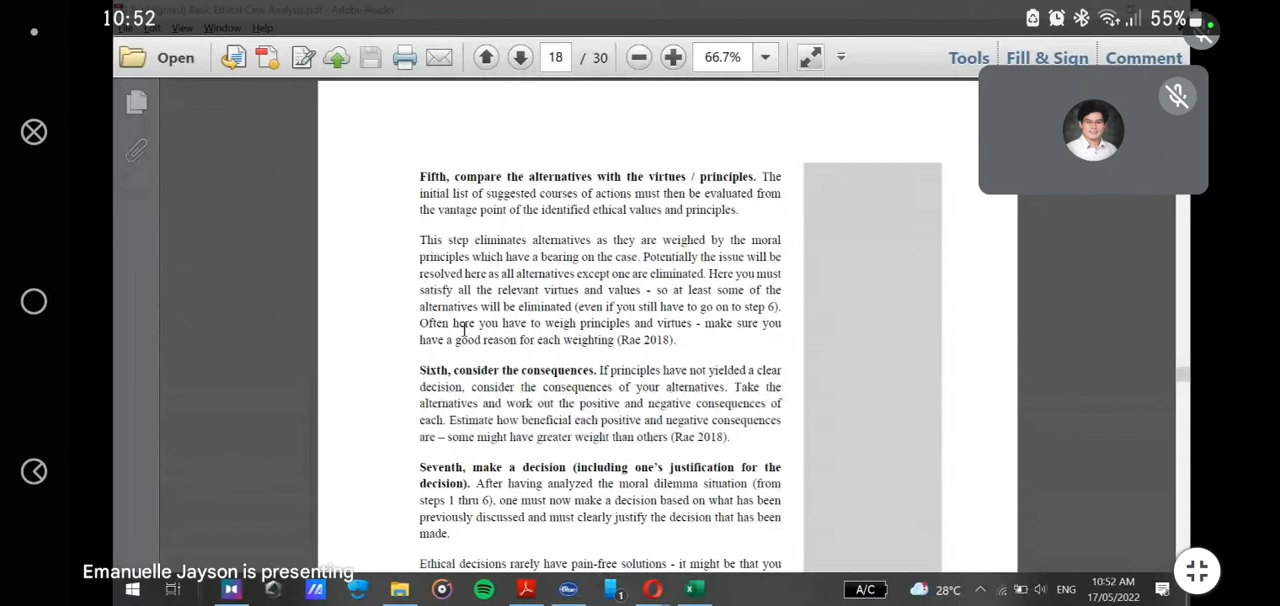 10:52
55%
Basic Ethical Case Analysis.pdf - Adobe Reader
File Edit View Window Help
Open 18 / 30 66.7% Tools Fill & Sign Comment
Fifth, compare the alternatives with the virtues / principles. The
initial list of suggested courses of actions must then be evaluated from
the vantage point of the identified ethical values and principles.
This step eliminates alternatives as they are weighed by the moral
principles which have a bearing on the case. Potentially the issue will be
resolved here as all alternatives except one are eliminated. Here you must
satisfy all the relevant virtues and values - so at least some of the
alternatives will be eliminated (even if you still have to go on to step 6).
Often here you have to weigh principles and virtues - make sure you
have a good reason for each weighting (Rae 2018).
Sixth, consider the consequences. If principles have not yielded a clear
decision, consider the consequences of your alternatives. Take the
alternatives and work out the positive and negative consequences of
each. Estimate how beneficial each positive and negative consequences
are – some might have greater weight than others (Rae 2018).
Seventh, make a decision (including one's justification for the
decision). After having analyzed the moral dilemma situation (from
steps 1 thru 6), one must now make a decision based on what has been
previously discussed and must clearly justify the decision that has been
made.
Ethical decisions rarely have pain-free solutions - it might be that you
Emanuelle Jayson is presenting
A/C 28°C ENG 10:52 AM
17/05/2022